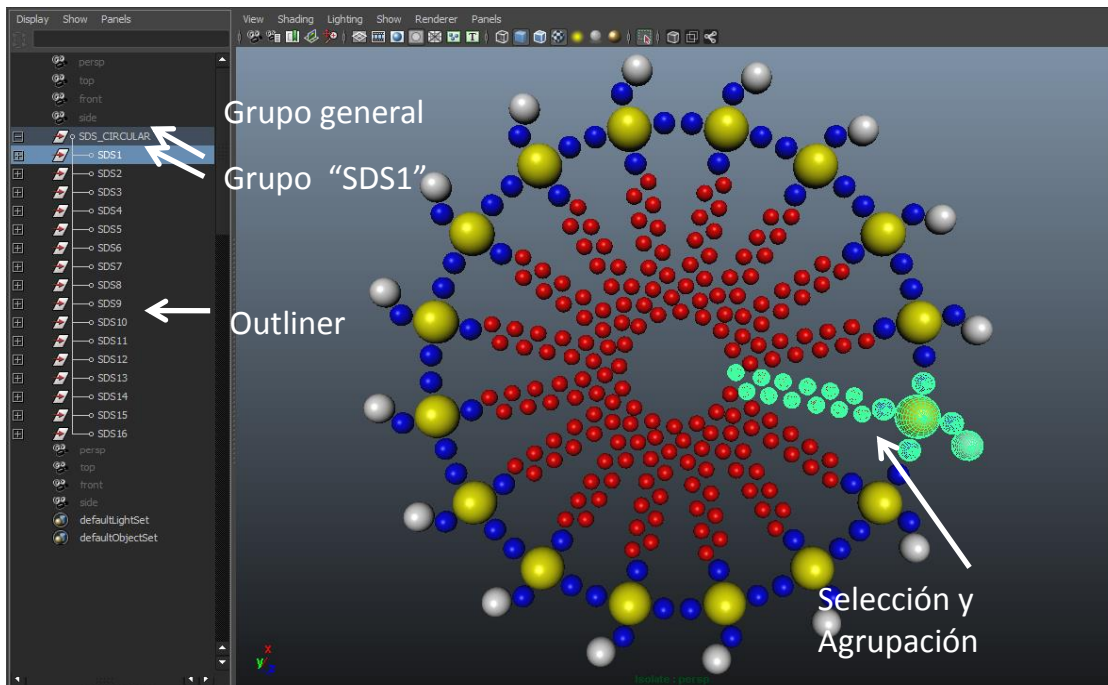 Display Show Panels
View Shading Lighting Show Renderer Panels
persp
top
front
side
SDS_CIRCULAR
SDS1
SDS2
SDS3
SDS4
SDS5
SDS6
SDS7
SDS8
SDS9
SDS10
SDS11
SDS12
SDS13
SDS14
SDS15
SDS16
persp
top
front
side
defaultLightSet
defaultObjectSet
Grupo general
Grupo “SDS1”
Outliner
Selección y
Agrupación
x
y
z
Isolate : persp